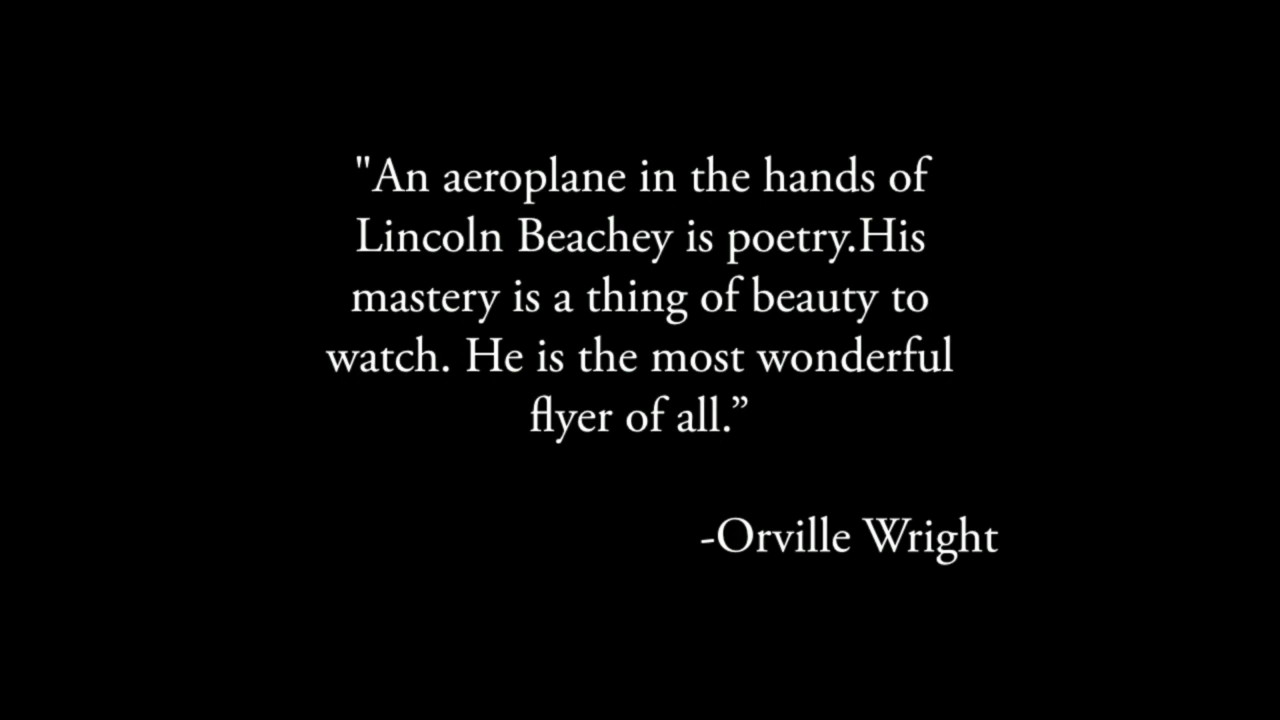 "An aeroplane in the hands of
Lincoln Beachey is poetry.His
mastery is a thing of beauty to
watch. He is the most wonderful
flyer of all.”
-Orville Wright